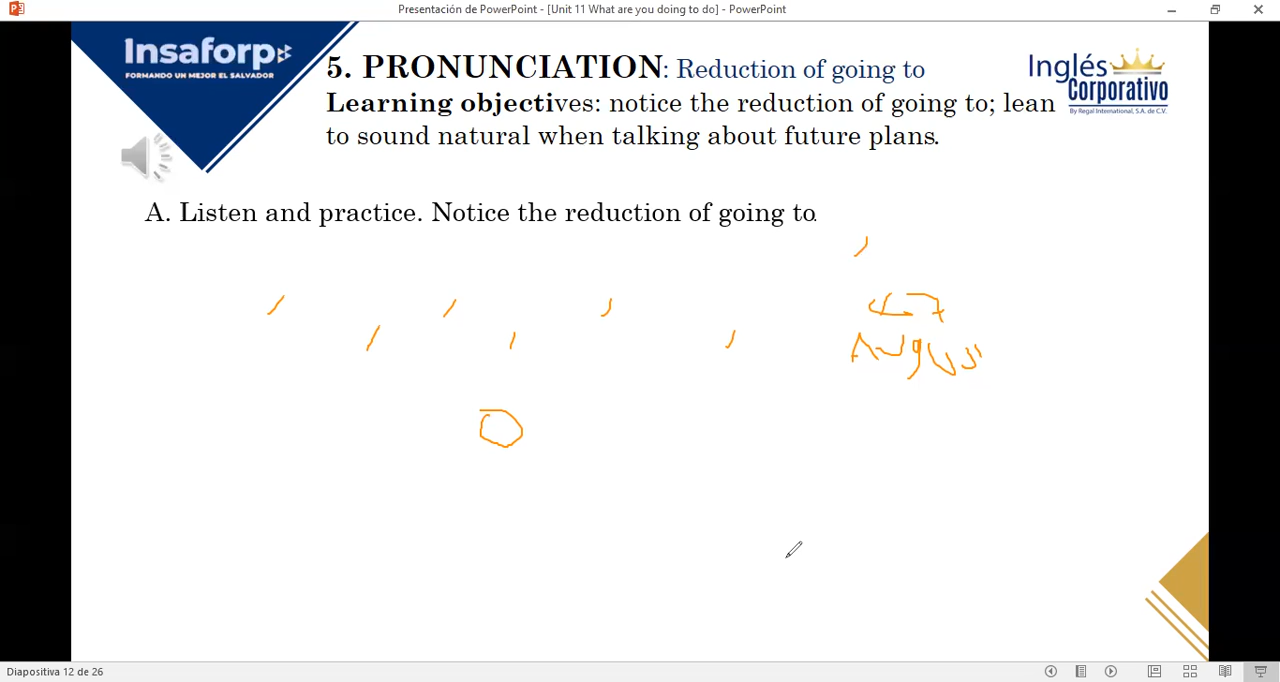 Presentación de PowerPoint - [Unit 11 What are you doing to do] - PowerPoint
Insaforp
FORMANDO UN MEJOR EL SALVADOR
5. PRONUNCIATION: Reduction of going to
Learning objectives: notice the reduction of going to; lean
to sound natural when talking about future plans.
Inglés
Corporativo
By Regal International, S.A. de C.V.
A. Listen and practice. Notice the reduction of going to.
Diapositiva 12 de 26